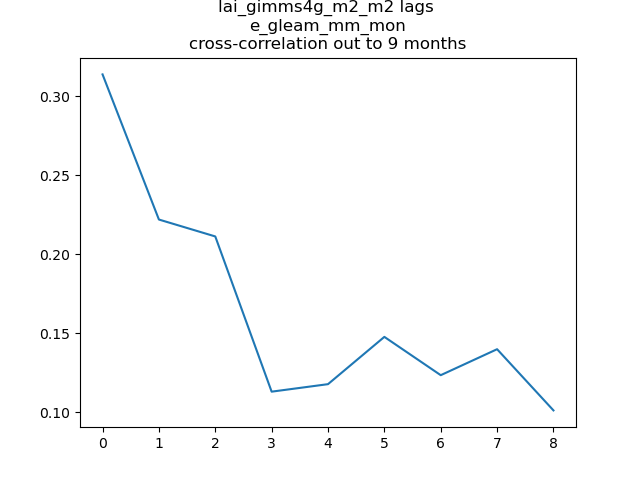 lai_gimms4g_m2_m2 lags
e_gleam_mm_mon
cross-correlation out to 9 months
0.30
0.25
0.20
0.15
0.10
0 1 2 3 4 5 6 7 8